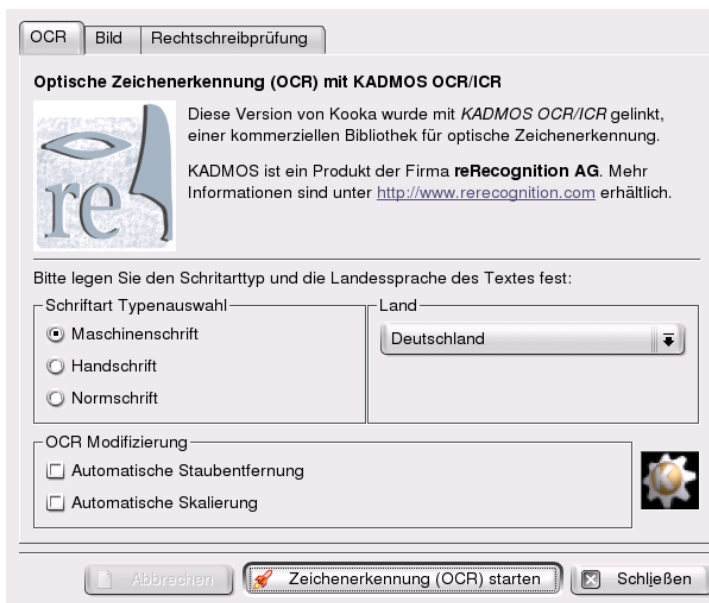 OCR Bild Rechtschreibprüfung
Optische Zeichenerkennung (OCR) mit KADMOS OCR/ICR
re
Diese Version von Kooka wurde mit KADMOS OCR/ICR gelinkt,
einer kommerziellen Bibliothek für optische Zeichenerkennung.
KADMOS ist ein Produkt der Firma reRecognition AG. Mehr
Informationen sind unter http://www.rerecognition.com erhältlich.
Bitte legen Sie den Schritarttyp und die Landessprache des Textes fest:
Schriftart Typenauswahl
Maschinenschrift
Handschrift
Normschrift
Land
Deutschland
OCR Modifizierung
Automatische Staubentfernung
Automatische Skalierung
K
Abbrechen Zeichenerkennung (OCR) starten Schließen